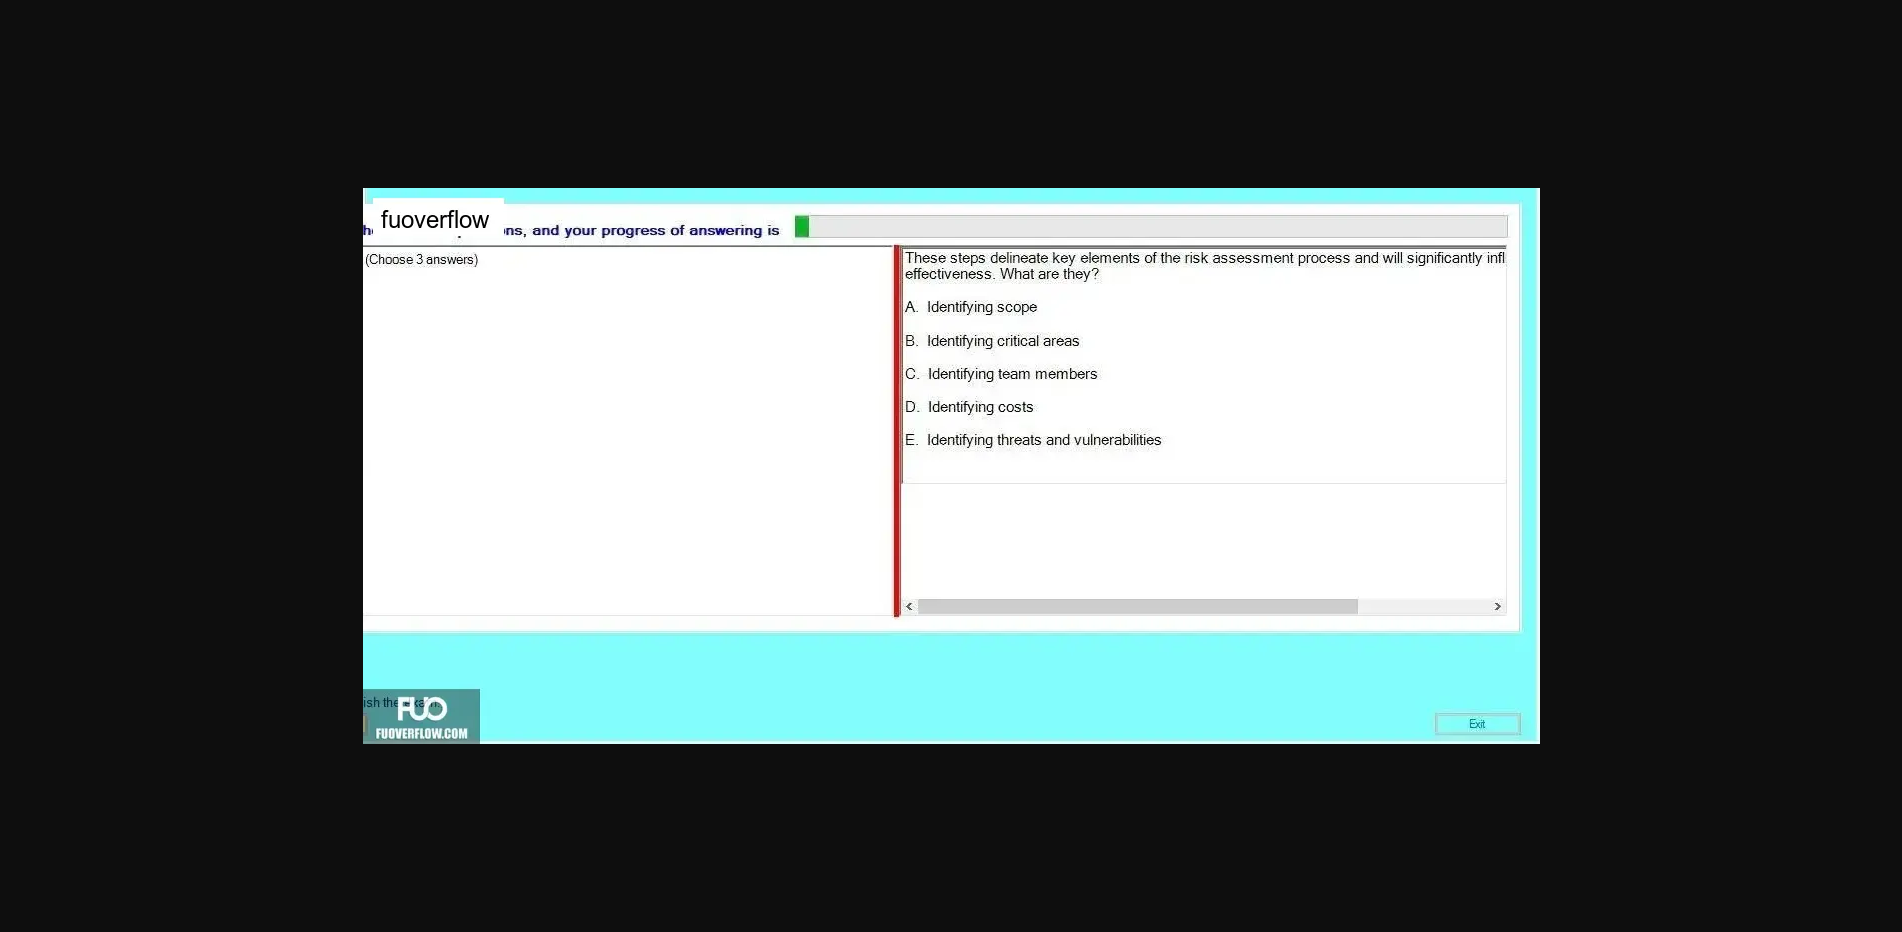 fuoverflow
ns, and your progress of answering is
(Choose 3 answers)
These steps delineate key elements of the risk assessment process and will significantly infl
effectiveness. What are they?
A. Identifying scope
B. Identifying critical areas
C. Identifying team members
D. Identifying costs
E. Identifying threats and vulnerabilities
ish the
FUO
FUOVERFLOW.COM
Exit